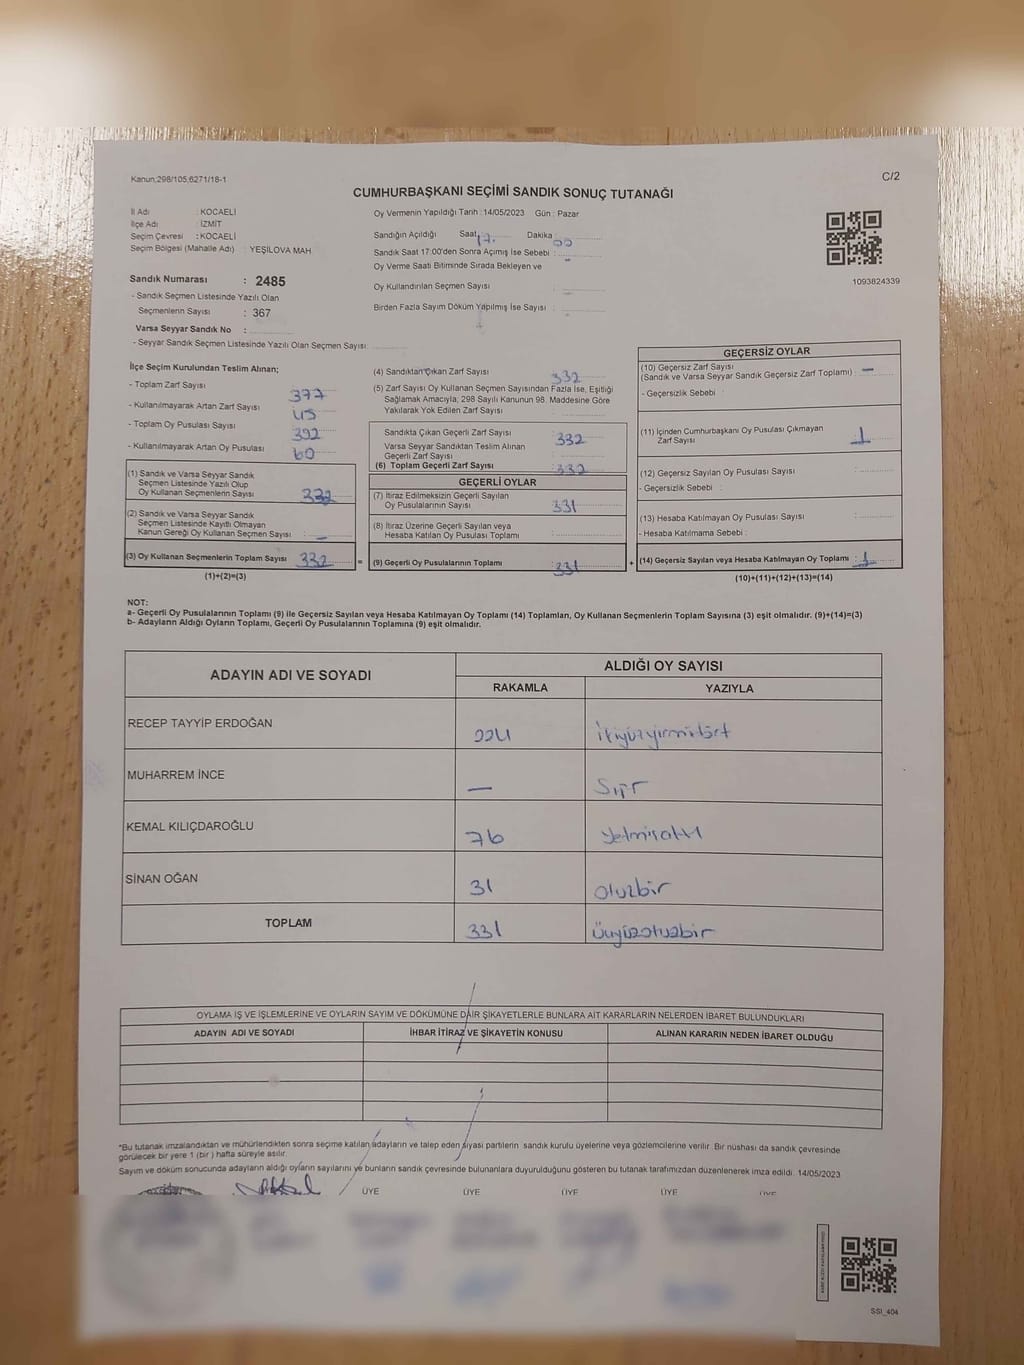 Kanun,298/105,6271/18-1
C/2
CUMHURBAŞKANI SEÇİMİ SANDIK SONUÇ TUTANAĞI
İl Adı : KOCAELİ
İlçe Adı : İZMİT
Seçim Çevresi : KOCAELİ
Seçim Bölgesi (Mahalle Adı) : YEŞİLOVA MAH
Sandık Numarası : 2485
- Sandık Seçmen Listesinde Yazılı Olan
Seçmenlerin Sayısı : 367
Varsa Seyyar Sandık No :
- Seyyar Sandık Seçmen Listesinde Yazılı Olan Seçmen Sayısı:
Oy Vermenin Yapıldığı Tarih : 14/05/2023 Gün : Pazar
Sandığın Açıldığı Saat: 17. Dakika: 00
Sandık Saat 17:00'den Sonra Açımış İse Sebebi : -
Oy Verme Saati Bitiminde Sırada Bekleyen ve
Oy Kullandırılan Seçmen Sayısı :
Birden Fazla Sayım Döküm Yapılmış İse Sayısı :
1093824339
İlçe Seçim Kurulundan Teslim Alınan;
- Toplam Zarf Sayısı 377
- Kullanılmayarak Artan Zarf Sayısı 45
- Toplam Oy Pusulası Sayısı 392
- Kullanılmayarak Artan Oy Pusulası 60
(1) Sandık ve Varsa Seyyar Sandık
Seçmen Listesinde Yazılı Olup
Oy Kullanan Seçmenlerin Sayısı 332
(2) Sandık ve Varsa Seyyar Sandık
Seçmen Listesinde Kayıtlı Olmayan
Kanun Gereği Oy Kullanan Seçmen Sayısı : -
(3) Oy Kullanan Seçmenlerin Toplam Sayısı 332
(1)+(2)=(3)
=
(4) Sandıktan Çıkan Zarf Sayısı 332
(5) Zarf Sayısı Oy Kullanan Seçmen Sayısından Fazla İse, Eşitliği
Sağlamak Amacıyla; 298 Sayılı Kanunun 98. Maddesine Göre
Yakılarak Yok Edilen Zarf Sayısı :
Sandıkta Çıkan Geçerli Zarf Sayısı : 332
Varsa Seyyar Sandıktan Teslim Alınan
Geçerli Zarf Sayısı :
(6) Toplam Geçerli Zarf Sayısı : 332
GEÇERLİ OYLAR
(7) İtiraz Edilmeksizin Geçerli Sayılan
Oy Pusulalarının Sayısı : 331
(8) İtiraz Üzerine Geçerli Sayılan veya
Hesaba Katılan Oy Pusulası Toplamı :
(9) Geçerli Oy Pusulalarının Toplamı : 331
+
GEÇERSİZ OYLAR
(10) Geçersiz Zarf Sayısı
(Sandık ve Varsa Seyyar Sandık Geçersiz Zarf Toplamı) : -
- Geçersizlik Sebebi :
(11) İçinden Cumhurbaşkanı Oy Pusulası Çıkmayan
Zarf Sayısı : 1
(12) Geçersiz Sayılan Oy Pusulası Sayısı :
- Geçersizlik Sebebi :
(13) Hesaba Katılmayan Oy Pusulası Sayısı :
- Hesaba Katılmama Sebebi :
(14) Geçersiz Sayılan veya Hesaba Katılmayan Oy Toplamı : 1
(10)+(11)+(12)+(13)=(14)
NOT:
a- Geçerli Oy Pusulalarının Toplamı (9) ile Geçersiz Sayılan veya Hesaba Katılmayan Oy Toplamı (14) Toplamları, Oy Kullanan Seçmenlerin Toplam Sayısına (3) eşit olmalıdır. (9)+(14)=(3)
b- Adayların Aldığı Oyların Toplamı, Geçerli Oy Pusulalarının Toplamına (9) eşit olmalıdır.
ADAYIN ADI VE SOYADI
ALDIĞI OY SAYISI
RAKAMLA YAZIYLA
RECEP TAYYİP ERDOĞAN 224 ikiyüzyirmidört
MUHARREM İNCE - Sıfır
KEMAL KILIÇDAROĞLU 76 Yetmişaltı
SİNAN OĞAN 31 otuzbir
TOPLAM 331 Üçyüzotuzbir
OYLAMA İŞ VE İŞLEMLERİNE VE OYLARIN SAYIM VE DÖKÜMÜNE DAİR ŞİKAYETLERLE BUNLARA AİT KARARLARIN NELERDEN İBARET BULUNDUKLARI
ADAYIN ADI VE SOYADI İHBAR İTİRAZ VE ŞİKAYETİN KONUSU ALINAN KARARIN NEDEN İBARET OLDUĞU
*Bu tutanak imzalandıktan ve mühürlendikten sonra seçime katılan adayların ve talep eden siyasi partilerin sandık kurulu üyelerine veya gözlemcilerine verilir. Bir nüshası da sandık çevresinde
görülecek bir yere 1 (bir) hafta süreyle asılır.
Sayım ve döküm sonucunda adayların aldığı oyların sayılarını ve bunların sandık çevresinde bulunanlara duyurulduğunu gösteren bu tutanak tarafımızdan düzenlenerek imza edildi. 14/05/2023
ÜYE ÜYE ÜYE ÜYE ÜYE
SSI_404